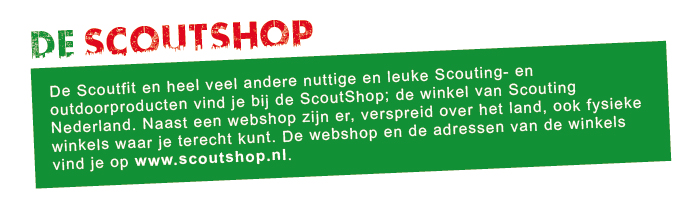 DE SCOUTSHOP
De Scoutfit en heel veel andere nuttige en leuke Scouting- en
outdoorproducten vind je bij de ScoutShop; de winkel van Scouting
Nederland. Naast een webshop zijn er, verspreid over het land, ook fysieke
winkels waar je terecht kunt. De webshop en de adressen van de winkels
vind je op www.scoutshop.nl.